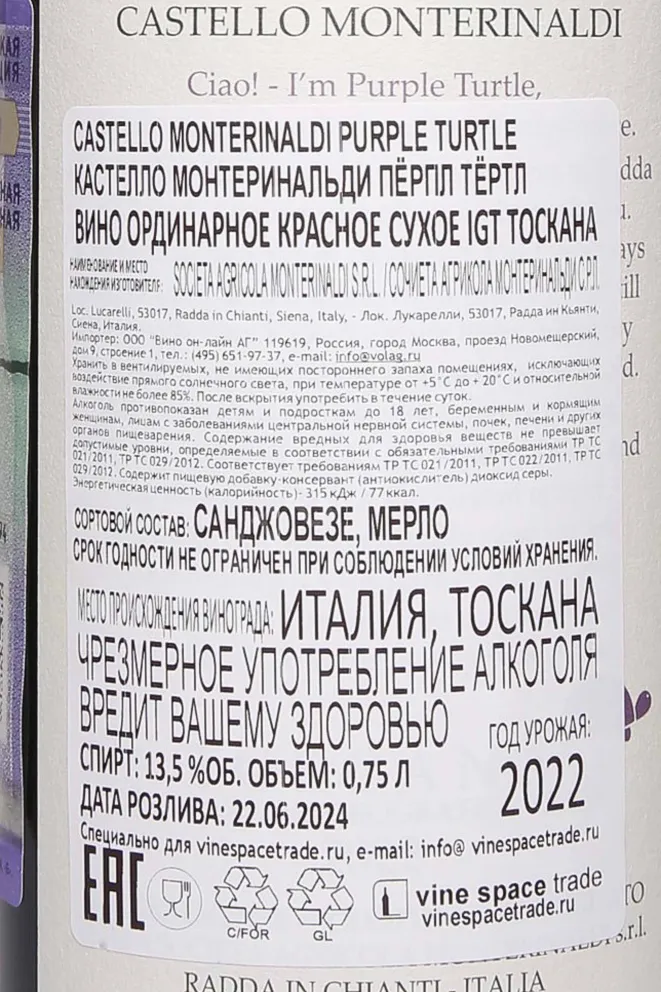 CASTELLO MONTERINALDI
Ciao! - I'm Purple Turtle,
CASTELLO MONTERINALDI PURPLE TURTLE
КАСТЕЛЛО МОНТЕРИНАЛЬДИ ПЁРПЛ ТЁРТЛ
ВИНО ОРДИНАРНОЕ КРАСНОЕ СУХОЕ IGT ТОСКАНА
НАИМЕНОВАНИЕ И МЕСТО
НАХОЖДЕНИЯ ИЗГОТОВИТЕЛЯ: SOCIETA AGRICOLA MONTERINALDI S.R.L. / СОЧИЕТА АГРИКОЛА МОНТЕРИНАЛЬДИ С.Р.Л.
Loc. Lucarelli, 53017, Radda in Chianti, Siena, Italy, - Лок. Лукарелли, 53017, Радда ин Кьянти,
Сиена, Италия.
Импортер: ООО "Вино он-лайн АГ" 119619, Россия, город Москва, проезд Новомещерский,
дом 9, строение 1, тел.: (495) 651-97-37, e-mail: info@volag.ru
Хранить в вентилируемых, не имеющих постороннего запаха помещениях, исключающих
воздействие прямого солнечного света, при температуре от +5°С до + 20°С и относительной
влажности не более 85%. После вскрытия употребить в течение суток.
Алкоголь противопоказан детям и подросткам до 18 лет, беременным и кормящим
женщинам, лицам с заболеваниями центральной нервной системы, почек, печени и других
органов пищеварения. Содержание вредных для здоровья веществ не превышает
допустимые уровни, определяемые в соответствии с обязательными требованиями ТР ТС
021/2011, ТР ТС 029/2012. Соответствует требованиям ТР ТС 021/2011, ТР ТС 022/2011, ТР ТС
029/2012. Содержит пищевую добавку-консервант (антиокислитель) диоксид серы.
Энергетическая ценность (калорийность)- 315 кДж / 77 ккал.
СОРТОВОЙ СОСТАВ: САНДЖОВЕЗЕ, МЕРЛО
СРОК ГОДНОСТИ НЕ ОГРАНИЧЕН ПРИ СОБЛЮДЕНИИ УСЛОВИЙ ХРАНЕНИЯ.
МЕСТО ПРОИСХОЖДЕНИЯ ВИНОГРАДА: ИТАЛИЯ, ТОСКАНА
ЧРЕЗМЕРНОЕ УПОТРЕБЛЕНИЕ АЛКОГОЛЯ
ВРЕДИТ ВАШЕМУ ЗДОРОВЬЮ
ГОД УРОЖАЯ:
2022
СПИРТ: 13,5 %ОБ. ОБЪЕМ: 0,75 Л
ДАТА РОЗЛИВА: 22.06.2024
Специально для vinespacetrade.ru, e-mail: info@ vinespacetrade.ru
EAC
C/FOR
GL
vine space trade
vinespacetrade.ru
RADDA IN CHIANTI - ITALIA